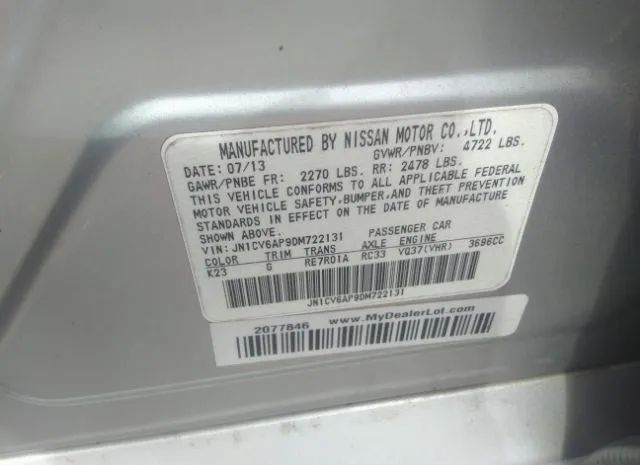 MANUFACTURED BY NISSAN MOTOR CO.,LTD.
DATE: 07/13 GVWR/PNBV: 4722 LBS.
GAWR/PNBE FR: 2270 LBS. RR: 2478 LBS.
THIS VEHICLE CONFORMS TO ALL APPLICABLE FEDERAL
MOTOR VEHICLE SAFETY, BUMPER, AND THEFT PREVENTION
STANDARDS IN EFFECT ON THE DATE OF MANUFACTURE
SHOWN ABOVE.
VIN: JN1CV6AP9DM722131 PASSENGER CAR
COLOR TRIM TRANS AXLE ENGINE
K23 G RE7R01A RC33 VQ37(VHR) 3696CC
JN1CV6AP9DM722131
2077846 www.MyDealerLot.com